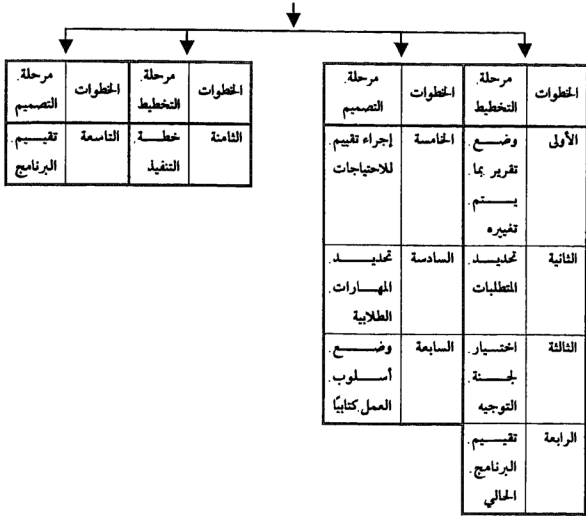 الخطوات
مرحلة
التخطيط
الخطوات
مرحلة
التصميم
الأولى
وضع
تقرير بما
يتم
تغييره
الخامسة
إجراء تقييم
للاحتياجات
الثانية
تحديد
المتطلبات
السادسة
تحديد
المهارات
الطلابية
الثالثة
اختيار
لجنة
التوجيه
السابعة
وضع
أسلوب
العمل كتابيًا
الرابعة
تقييم
البرنامج
الحالي
الخطوات
مرحلة
التخطيط
الخطوات
مرحلة
التصميم
الثامنة
خطة
التنفيذ
التاسعة
تقييم
البرنامج